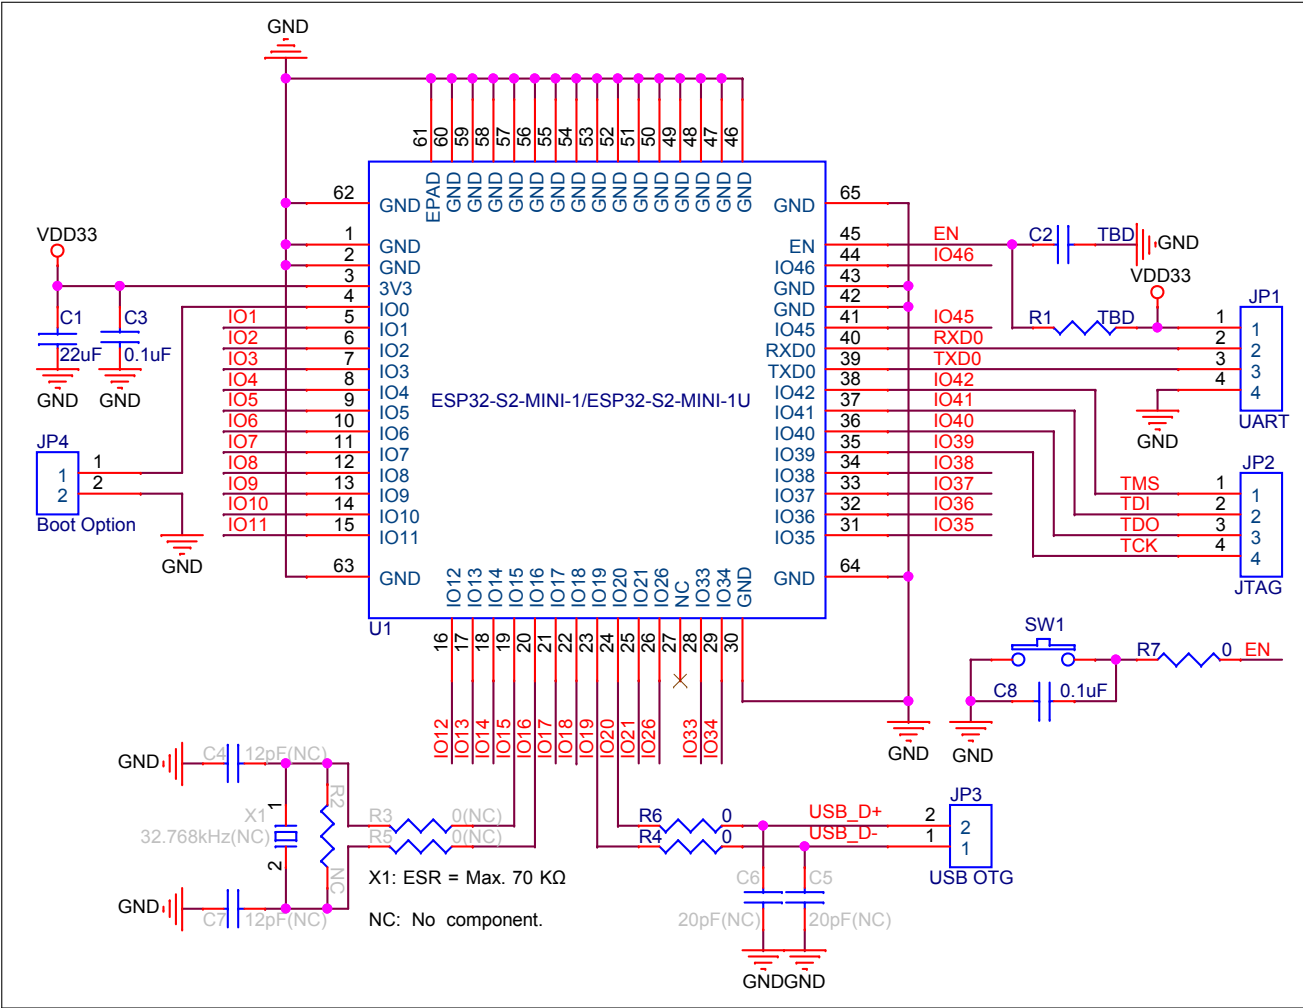 GND
61 60 59 58 57 56 55 54 53 52 51 50 49 48 47 46
EPAD GND GND GND GND GND GND GND GND GND GND GND GND GND GND GND
62 GND
1 GND
2 GND
3 3V3
4 IO0
IO1 5 IO1
IO2 6 IO2
IO3 7 IO3
IO4 8 IO4
IO5 9 IO5
IO6 10 IO6
IO7 11 IO7
IO8 12 IO8
IO9 13 IO9
IO10 14 IO10
IO11 15 IO11
63 GND
VDD33
C1
22uF
GND
C3
0.1uF
GND
JP4
1 1
2 2
Boot Option
GND
ESP32-S2-MINI-1/ESP32-S2-MINI-1U
U1
GND 65
EN 45 EN
IO46 44 IO46
GND 43
GND 42
IO45 41 IO45
RXD0 40 RXD0
TXD0 39 TXD0
IO42 38 IO42
IO41 37 IO41
IO40 36 IO40
IO39 35 IO39
IO38 34 IO38
IO37 33 IO37
IO36 32 IO36
IO35 31 IO35
GND 64
C2 TBD GND
VDD33
R1 TBD
JP1
1 1
2 2
3 3
4 4
UART
GND
JP2
TMS 1 1
TDI 2 2
TDO 3 3
TCK 4 4
JTAG
IO12 IO13 IO14 IO15 IO16 IO17 IO18 IO19 IO20 IO21 IO26 NC IO33 IO34 GND
16 17 18 19 20 21 22 23 24 25 26 27 28 29 30
IO12 IO13 IO14 IO15 IO16 IO17 IO18 IO19 IO20 IO21 IO26 IO33 IO34
GND
SW1
R7 0 EN
C8 0.1uF
GND
GND C4 12pF(NC)
X1 1
32.768kHz(NC)
2
R2
NC
GND C7 12pF(NC)
R3 0(NC)
R5 0(NC)
X1: ESR = Max. 70 KΩ
NC: No component.
R6 0 USB_D+ 2 2
R4 0 USB_D- 1 1
JP3
USB OTG
C6
20pF(NC)
C5
20pF(NC)
GND GND